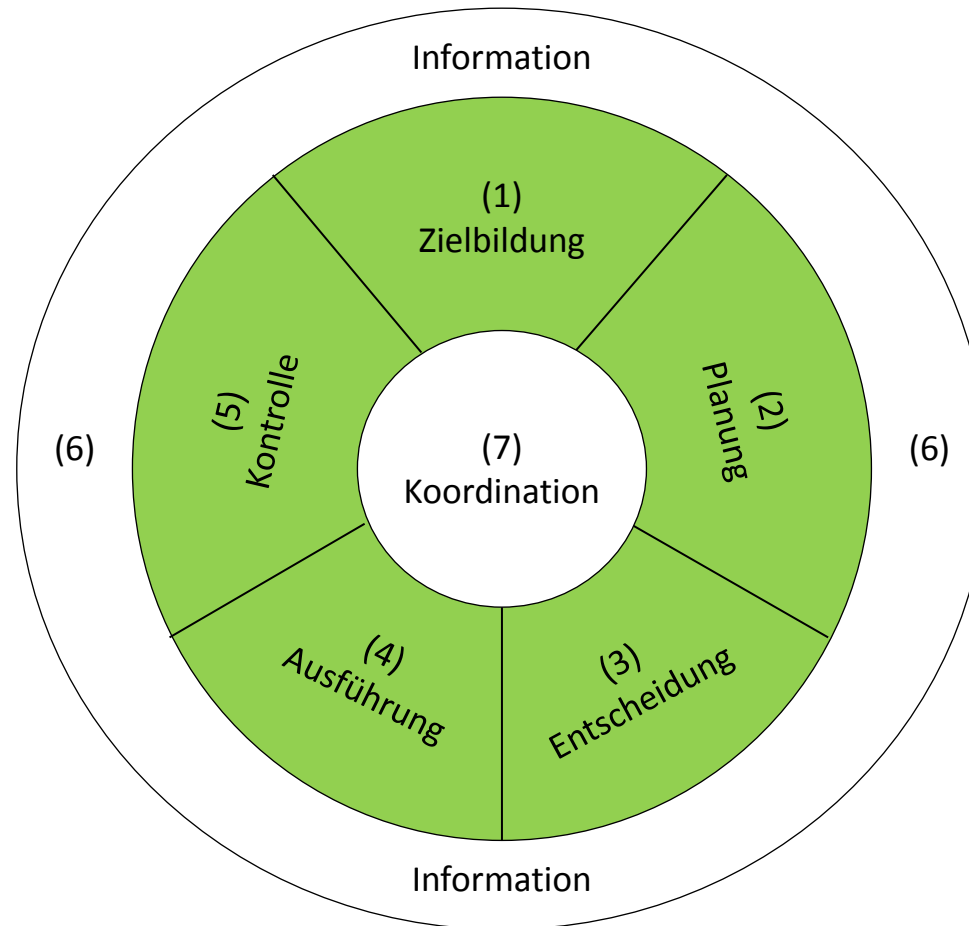 Information
(1)
Zielbildung
(2)
Planung
(3)
Entscheidung
(4)
Ausführung
(5)
Kontrolle
(6)
(6)
(7)
Koordination
Information